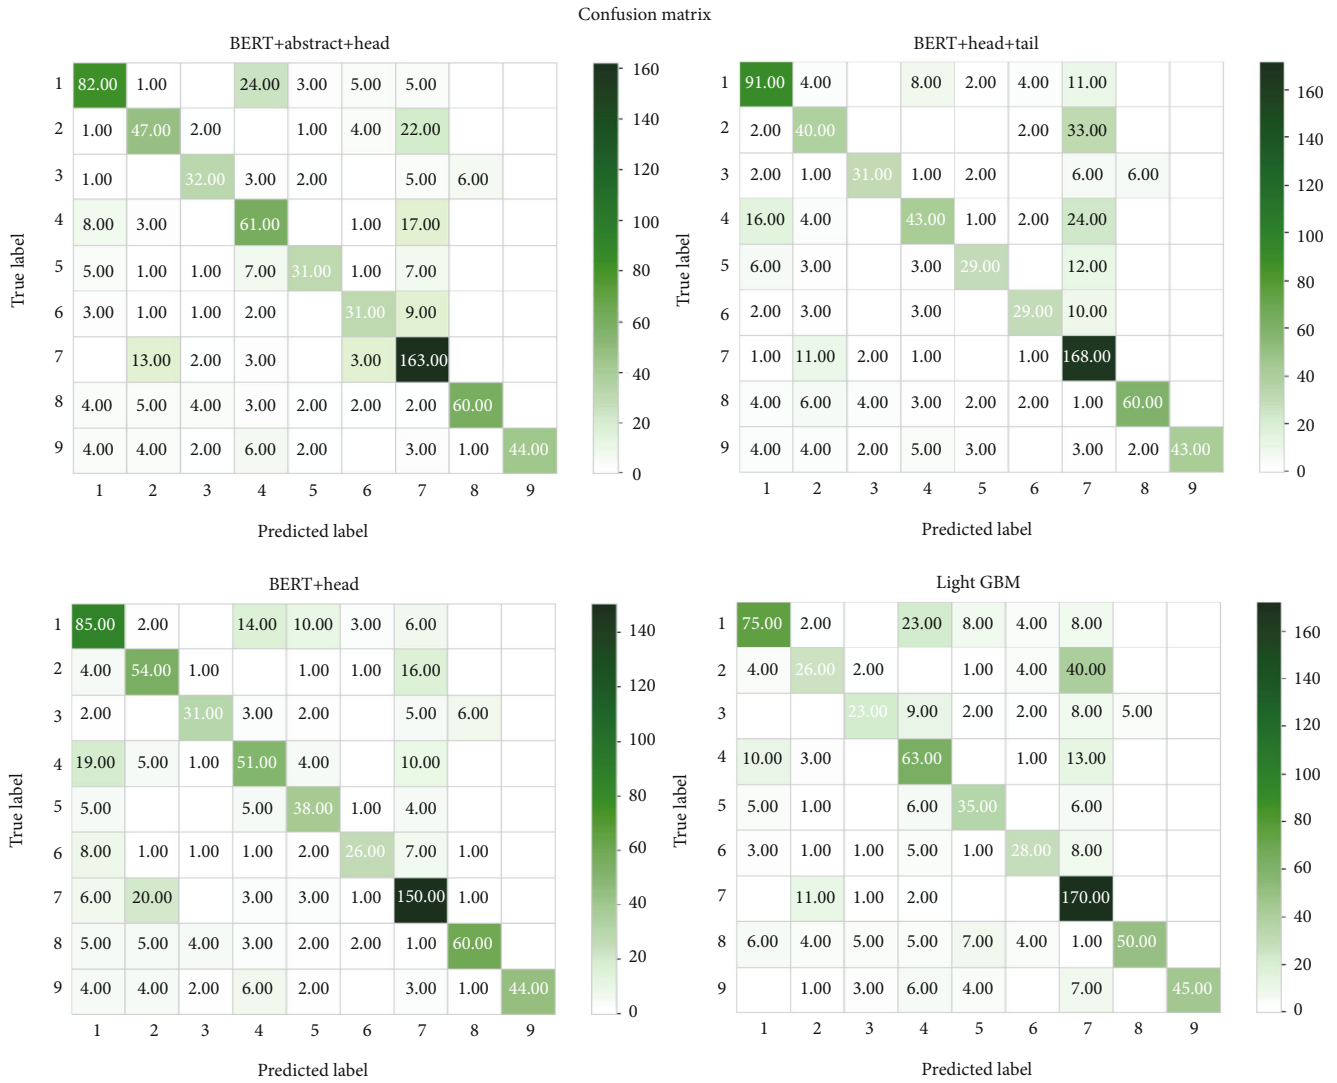 Confusion matrix
BERT+abstract+head
1 82.00 1.00 24.00 3.00 5.00 5.00
2 1.00 47.00 2.00 1.00 4.00 22.00
3 1.00 32.00 3.00 2.00 5.00 6.00
4 8.00 3.00 61.00 1.00 17.00
5 5.00 1.00 1.00 7.00 31.00 1.00 7.00
6 3.00 1.00 1.00 2.00 31.00 9.00
7 13.00 2.00 3.00 3.00 163.00
8 4.00 5.00 4.00 3.00 2.00 2.00 2.00 60.00
9 4.00 4.00 2.00 6.00 2.00 3.00 1.00 44.00
1 2 3 4 5 6 7 8 9
Predicted label
True label
160
140
120
100
80
60
40
20
0
BERT+head+tail
1 91.00 4.00 8.00 2.00 4.00 11.00
2 2.00 40.00 2.00 33.00
3 2.00 1.00 31.00 1.00 2.00 6.00 6.00
4 16.00 4.00 43.00 1.00 2.00 24.00
5 6.00 3.00 3.00 29.00 12.00
6 2.00 3.00 3.00 29.00 10.00
7 1.00 11.00 2.00 1.00 1.00 168.00
8 4.00 6.00 4.00 3.00 2.00 2.00 1.00 60.00
9 4.00 4.00 2.00 5.00 3.00 3.00 2.00 43.00
1 2 3 4 5 6 7 8 9
Predicted label
True label
160
140
120
100
80
60
40
20
0
BERT+head
1 85.00 2.00 14.00 10.00 3.00 6.00
2 4.00 54.00 1.00 1.00 1.00 16.00
3 2.00 31.00 3.00 2.00 5.00 6.00
4 19.00 5.00 1.00 51.00 4.00 10.00
5 5.00 5.00 38.00 1.00 4.00
6 8.00 1.00 1.00 1.00 2.00 26.00 7.00 1.00
7 6.00 20.00 3.00 3.00 1.00 150.00 1.00
8 5.00 5.00 4.00 3.00 2.00 2.00 1.00 60.00
9 4.00 4.00 2.00 6.00 2.00 3.00 1.00 44.00
1 2 3 4 5 6 7 8 9
Predicted label
True label
140
120
100
80
60
40
20
0
Light GBM
1 75.00 2.00 23.00 8.00 4.00 8.00
2 4.00 26.00 2.00 1.00 4.00 40.00
3 23.00 9.00 2.00 2.00 8.00 5.00
4 10.00 3.00 63.00 1.00 13.00
5 5.00 1.00 6.00 35.00 6.00
6 3.00 1.00 1.00 5.00 1.00 28.00 8.00
7 11.00 1.00 2.00 170.00
8 6.00 4.00 5.00 5.00 7.00 4.00 1.00 50.00
9 1.00 3.00 6.00 4.00 7.00 45.00
1 2 3 4 5 6 7 8 9
Predicted label
True label
160
140
120
100
80
60
40
20
0